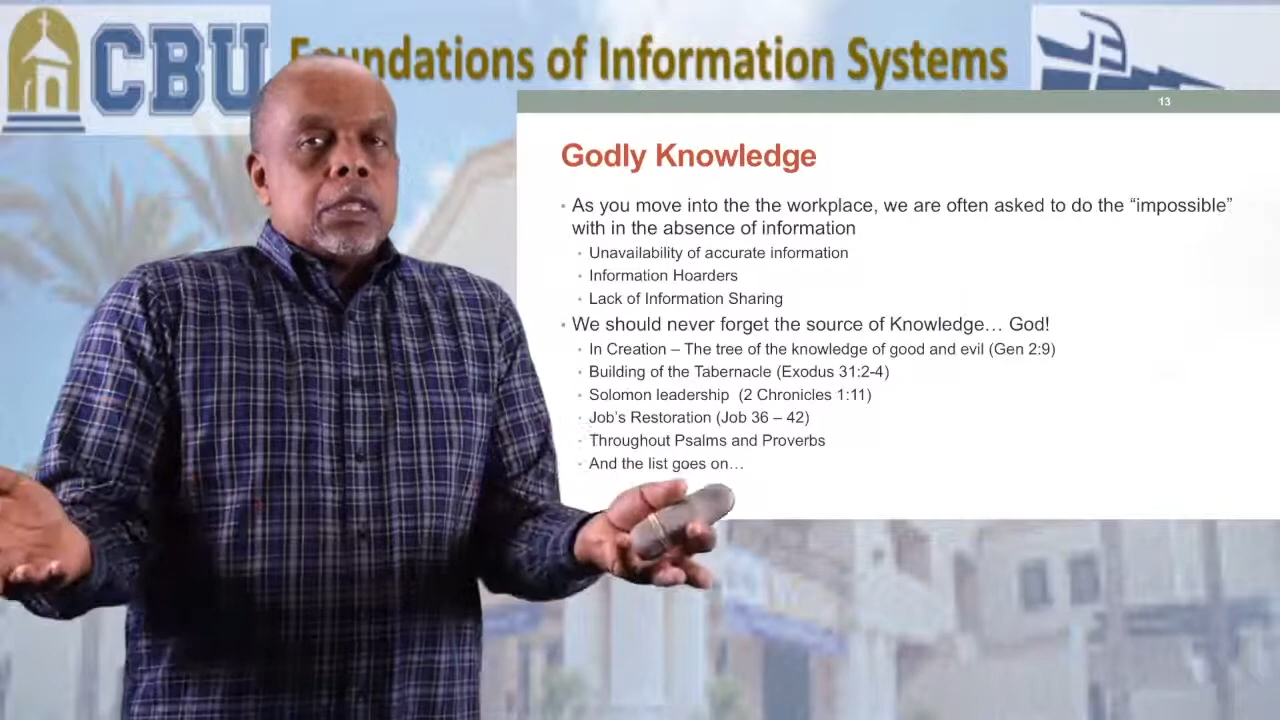 CBU
Foundations of Information Systems
13
Godly Knowledge
As you move into the the workplace, we are often asked to do the “impossible”
with in the absence of information
Unavailability of accurate information
Information Hoarders
Lack of Information Sharing
We should never forget the source of Knowledge… God!
In Creation – The tree of the knowledge of good and evil (Gen 2:9)
Building of the Tabernacle (Exodus 31:2-4)
Solomon leadership (2 Chronicles 1:11)
Job’s Restoration (Job 36 – 42)
Throughout Psalms and Proverbs
And the list goes on…